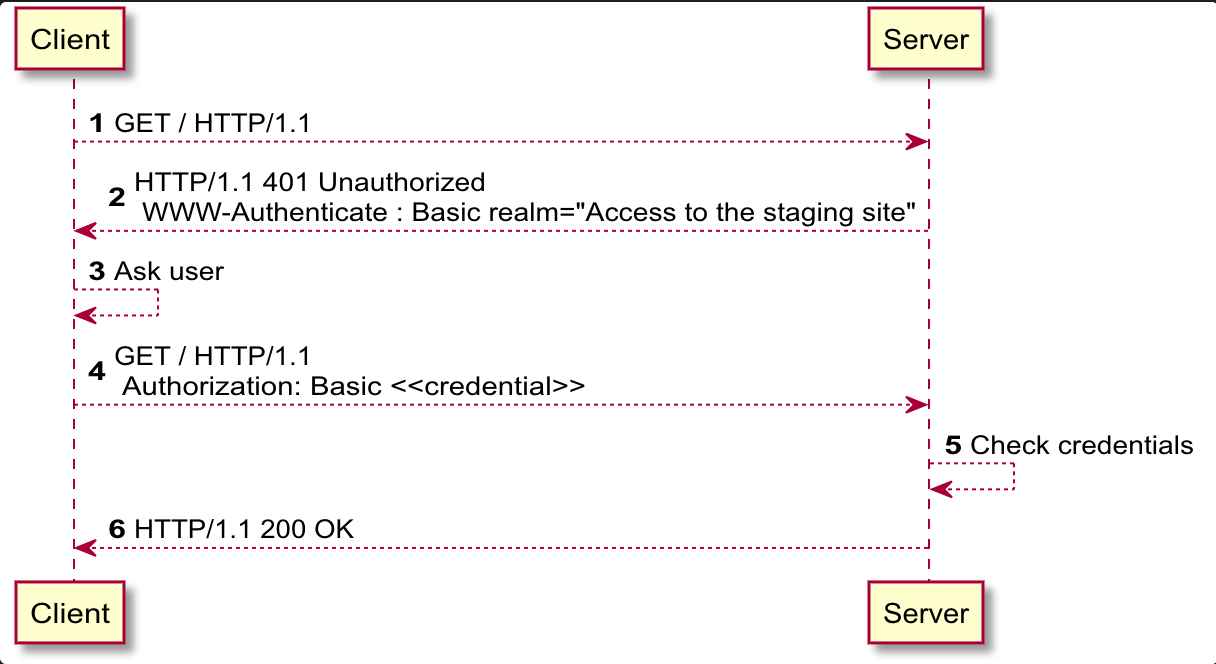 Client
Server
1 GET / HTTP/1.1
2 HTTP/1.1 401 Unauthorized
WWW-Authenticate : Basic realm="Access to the staging site"
3 Ask user
4 GET / HTTP/1.1
Authorization: Basic <<credential>>
5 Check credentials
6 HTTP/1.1 200 OK
Client
Server